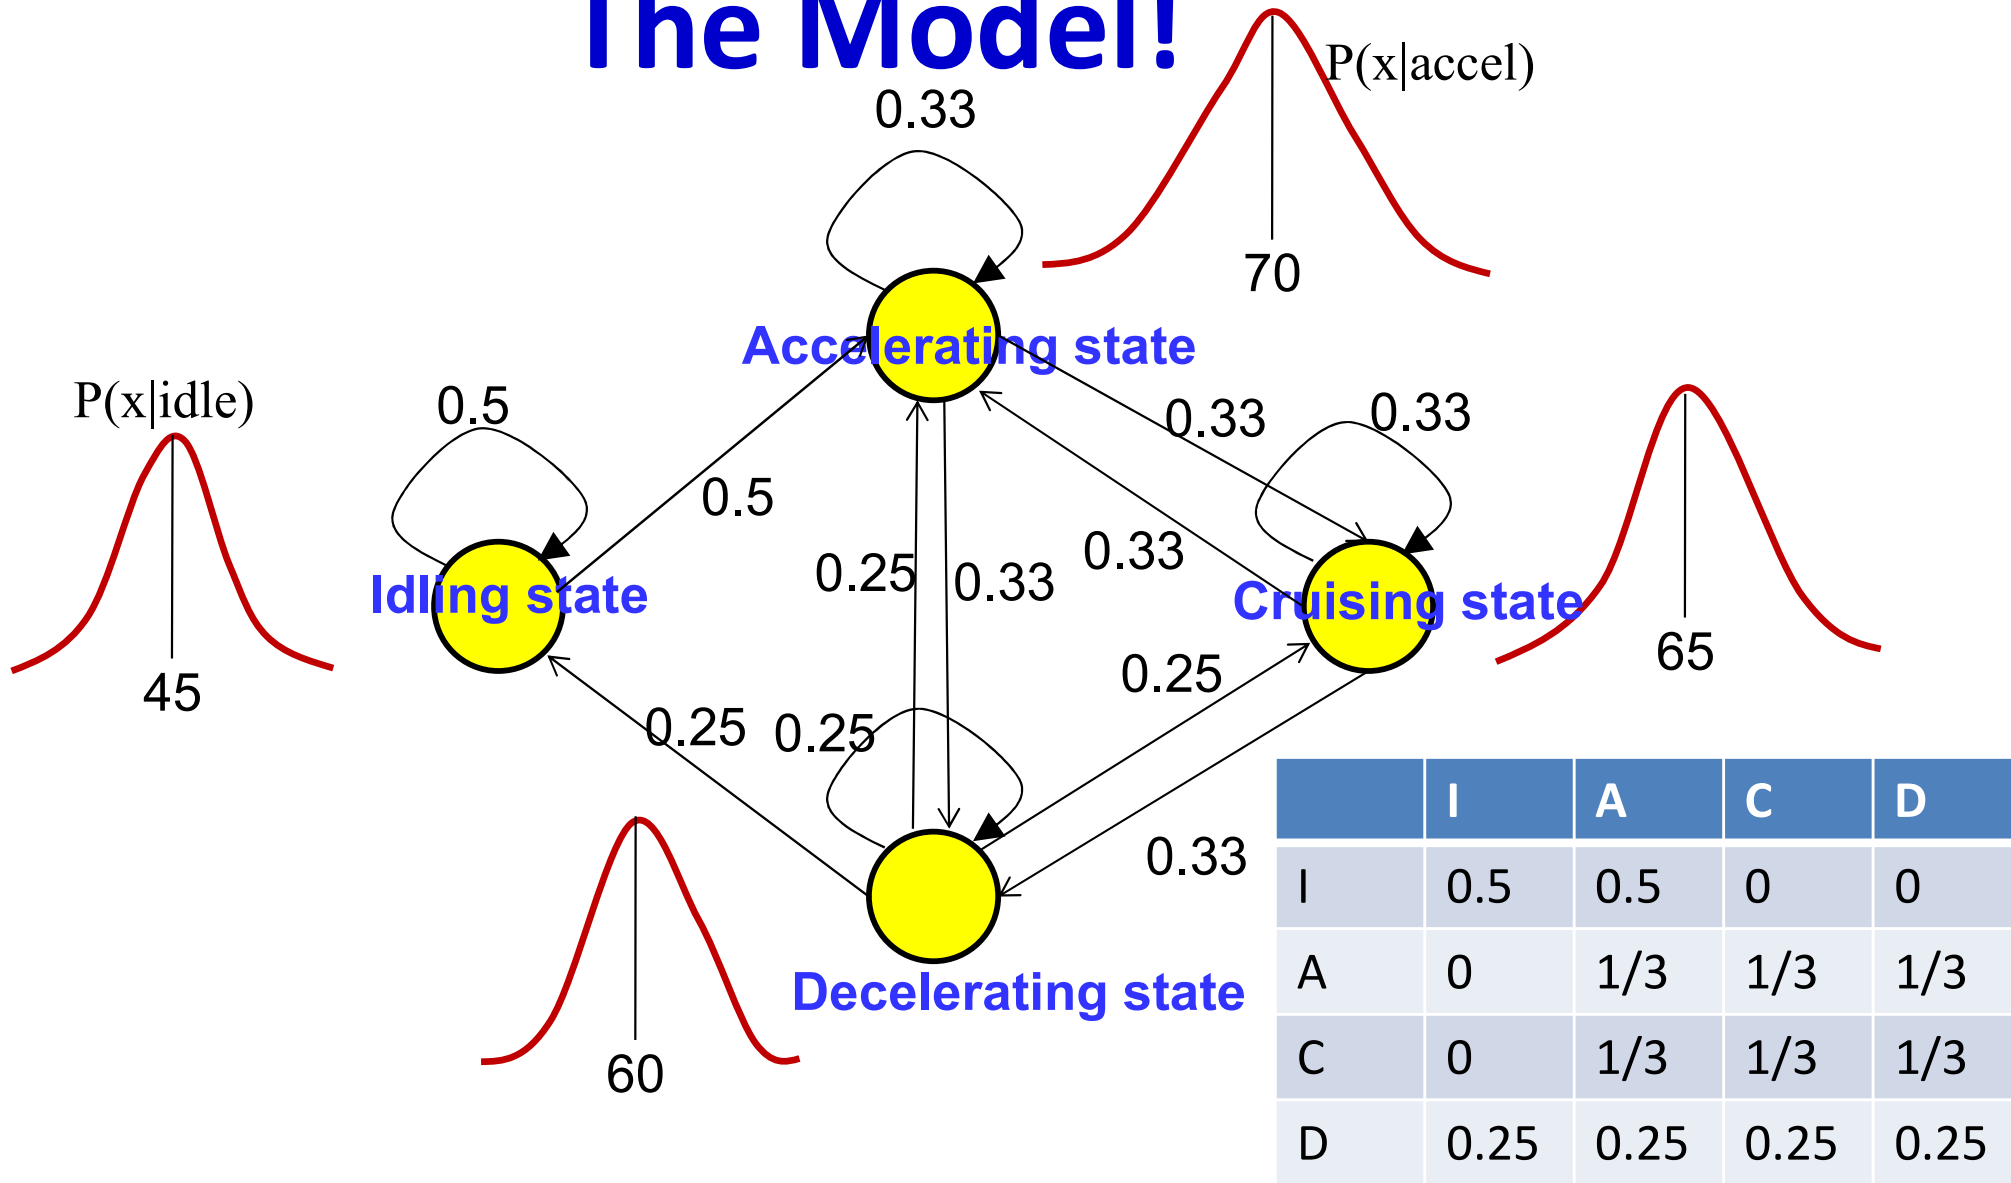 The Model!
P(x|accel)
0.33
70
Accelerating state
P(x|idle)
0.5
0.33
0.33
0.5
0.33
0.25
0.33
Idling state
Cruising state
45
65
0.25
0.25
0.25
0.33
60
Decelerating state
I A C D
I 0.5 0.5 0 0
A 0 1/3 1/3 1/3
C 0 1/3 1/3 1/3
D 0.25 0.25 0.25 0.25